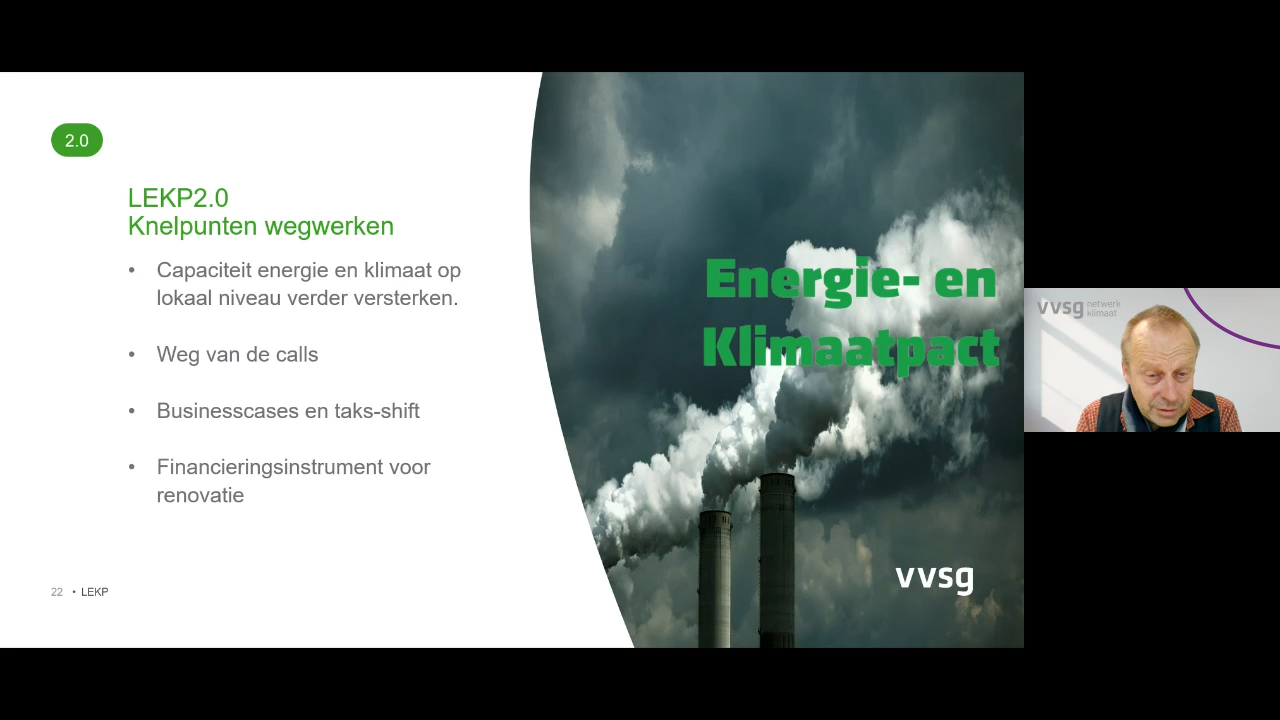 2.0
LEKP2.0
Knelpunten wegwerken
• Capaciteit energie en klimaat op
lokaal niveau verder versterken.
• Weg van de calls
• Businesscases en taks-shift
• Financieringsinstrument voor
renovatie
22 • LEKP
Energie- en
Klimaatpact
vvsg
vvsg netwerk
klimaat